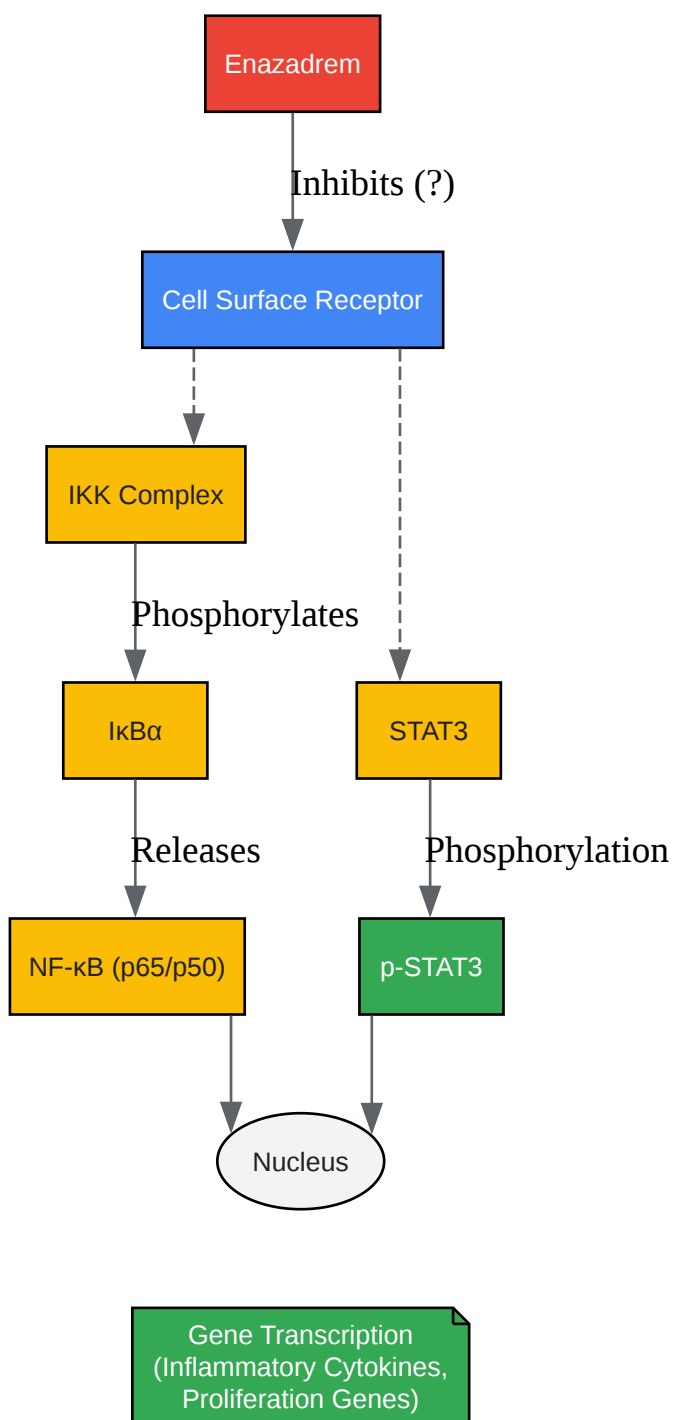 Enazadrem
Inhibits (?)
Cell Surface Receptor
IKK Complex
Phosphorylates
IκBα
STAT3
Releases
Phosphorylation
NF-κB (p65/p50)
p-STAT3
Nucleus
Gene Transcription
(Inflammatory Cytokines,
Proliferation Genes)